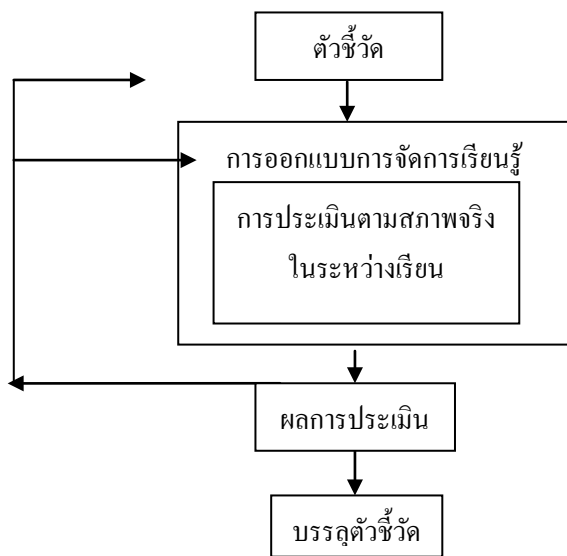 ตัวชี้วัด
การออกแบบการจัดการเรียนรู้
การประเมินตามสภาพจริง
ในระหว่างเรียน
ผลการประเมิน
บรรลุตัวชี้วัด